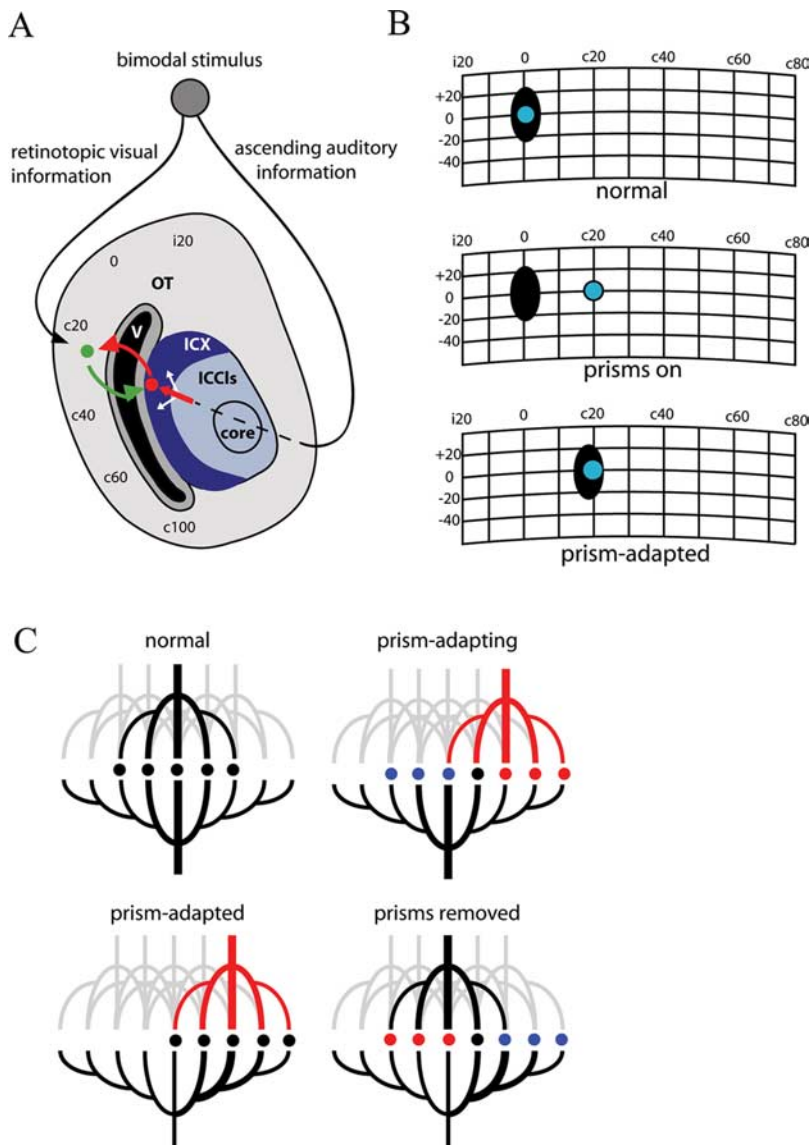 A
bimodal stimulus
retinotopic visual
information
ascending auditory
information
i20
0
OT
c20
V
ICX
ICCls
core
c40
c60
c100
B
i20 0 c20 c40 c60 c80
+20
0
-20
-40
normal
i20 0 c20 c40 c60 c80
+20
0
-20
-40
prisms on
i20 0 c20 c40 c60 c80
+20
0
-20
-40
prism-adapted
C
normal
prism-adapting
prism-adapted
prisms removed